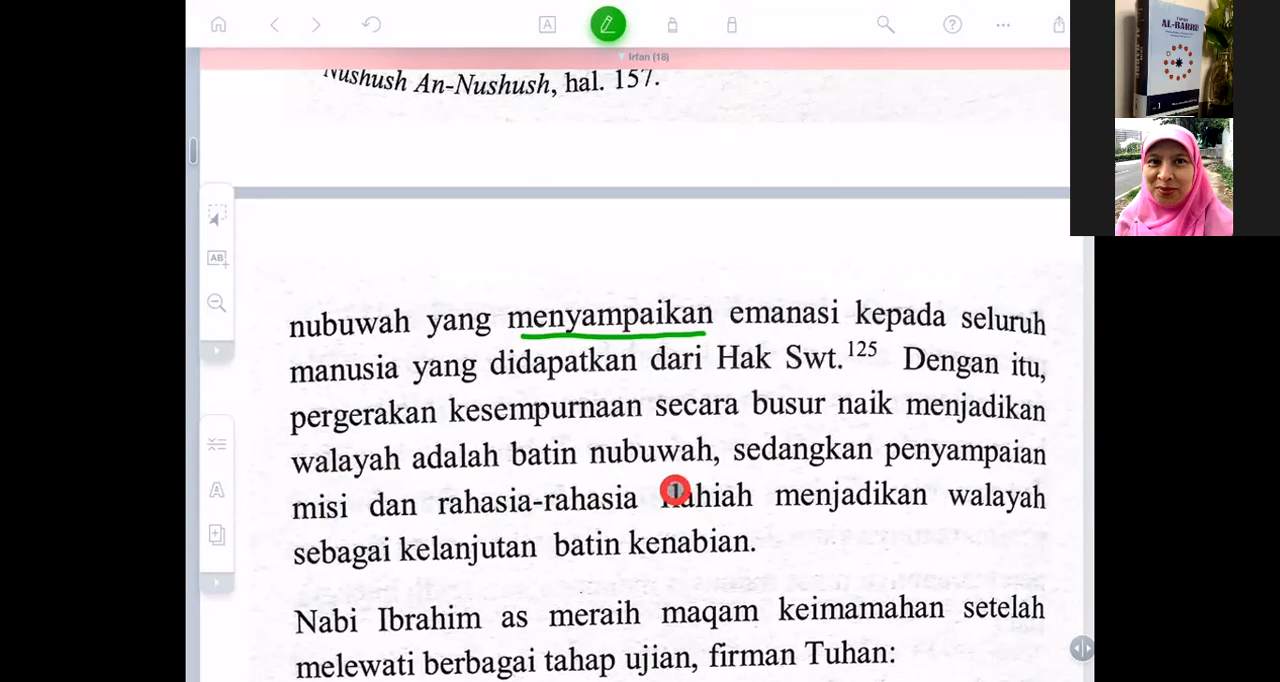 Irfan (18)
Nushush An-Nushush, hal. 157.
nubuwah yang menyampaikan emanasi kepada seluruh
manusia yang didapatkan dari Hak Swt.125 Dengan itu,
pergerakan kesempurnaan secara busur naik menjadikan
walayah adalah batin nubuwah, sedangkan penyampaian
misi dan rahasia-rahasia menjadikan walayah
sebagai kelanjutan batin kenabian.
Nabi Ibrahim as meraih maqam keimamahan setelah
melewati berbagai tahap ujian, firman Tuhan:
AL-BARRU